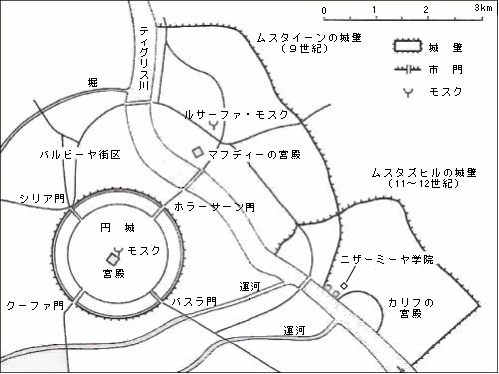 0 1 2 3km
ムスタイーンの城壁
(9世紀)
城 壁
市 門
モスク
ティグリス川
堀
ルサーファ・モスク
バルビーヤ街区
マフディーの宮殿
ムスタズヒルの城壁
(11〜12世紀)
シリア門
ホラーサーン門
円 城
モスク
宮殿
ニザーミーヤ学院
クーファ門
バスラ門
運河
カリフの
宮殿
運河